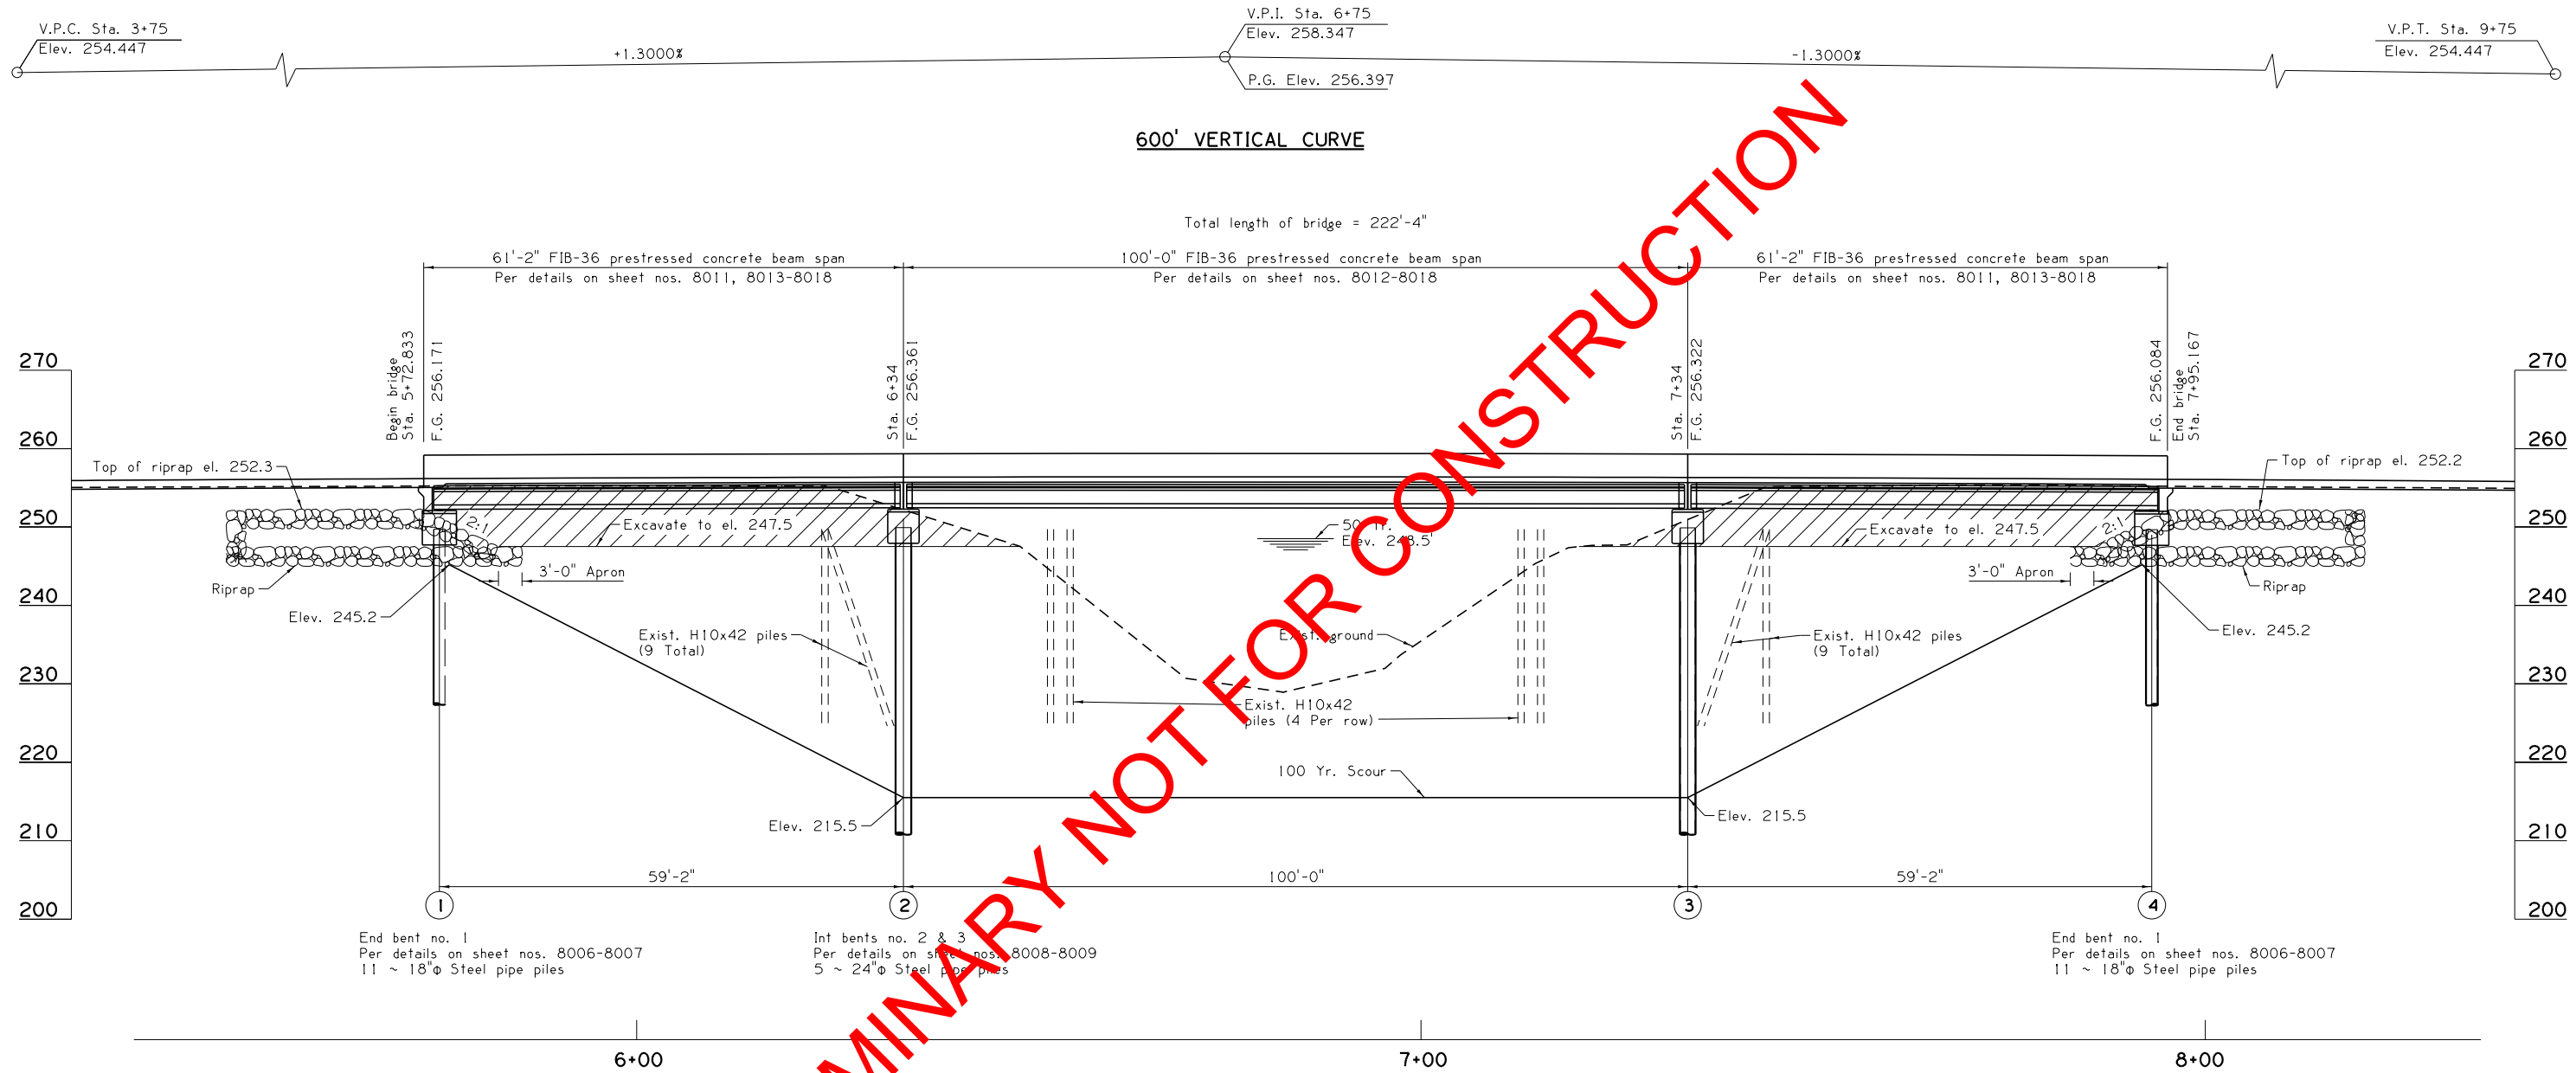 V.P.C. Sta. 3+75
Elev. 254.447
+1.3000%
V.P.I. Sta. 6+75
Elev. 258.347
P.G. Elev. 256.397
-1.3000%
V.P.T. Sta. 9+75
Elev. 254.447
600' VERTICAL CURVE
Total length of bridge = 222'-4"
61'-2" FIB-36 prestressed concrete beam span
Per details on sheet nos. 8011, 8013-8018
100'-0" FIB-36 prestressed concrete beam span
Per details on sheet nos. 8012-8018
61'-2" FIB-36 prestressed concrete beam span
Per details on sheet nos. 8011, 8013-8018
Begin bridge
Sta. 5+72.833
F.G. 256.171
Sta. 6+34
F.G. 256.361
Sta. 7+34
F.G. 256.322
F.G. 256.084
End bridge
Sta. 7+95.167
270
260
250
240
230
220
210
200
270
260
250
240
230
220
210
200
Top of riprap el. 252.3
Top of riprap el. 252.2
2:1
Excavate to el. 247.5
50 Yr.
Elev. 248.5'
Excavate to el. 247.5
2:1
3'-0" Apron
3'-0" Apron
Riprap
Riprap
Elev. 245.2
Elev. 245.2
Exist. H10x42 piles
(9 Total)
Exist. ground
Exist. H10x42 piles
(9 Total)
Exist. H10x42
piles (4 Per row)
100 Yr. Scour
Elev. 215.5
Elev. 215.5
59'-2"
100'-0"
59'-2"
1
2
3
4
End bent no. 1
Per details on sheet nos. 8006-8007
11 ~ 18"φ Steel pipe piles
Int bents no. 2 & 3
Per details on sheet nos. 8008-8009
5 ~ 24"φ Steel pipe piles
End bent no. 1
Per details on sheet nos. 8006-8007
11 ~ 18"φ Steel pipe piles
6+00
7+00
8+00
MINARY NOT FOR CONSTRUCTION